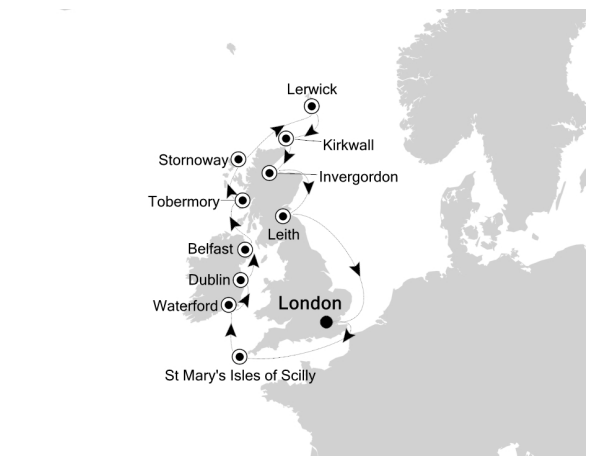 Lerwick
Kirkwall
Stornoway
Invergordon
Tobermory
Leith
Belfast
Dublin
London
Waterford
St Mary's Isles of Scilly